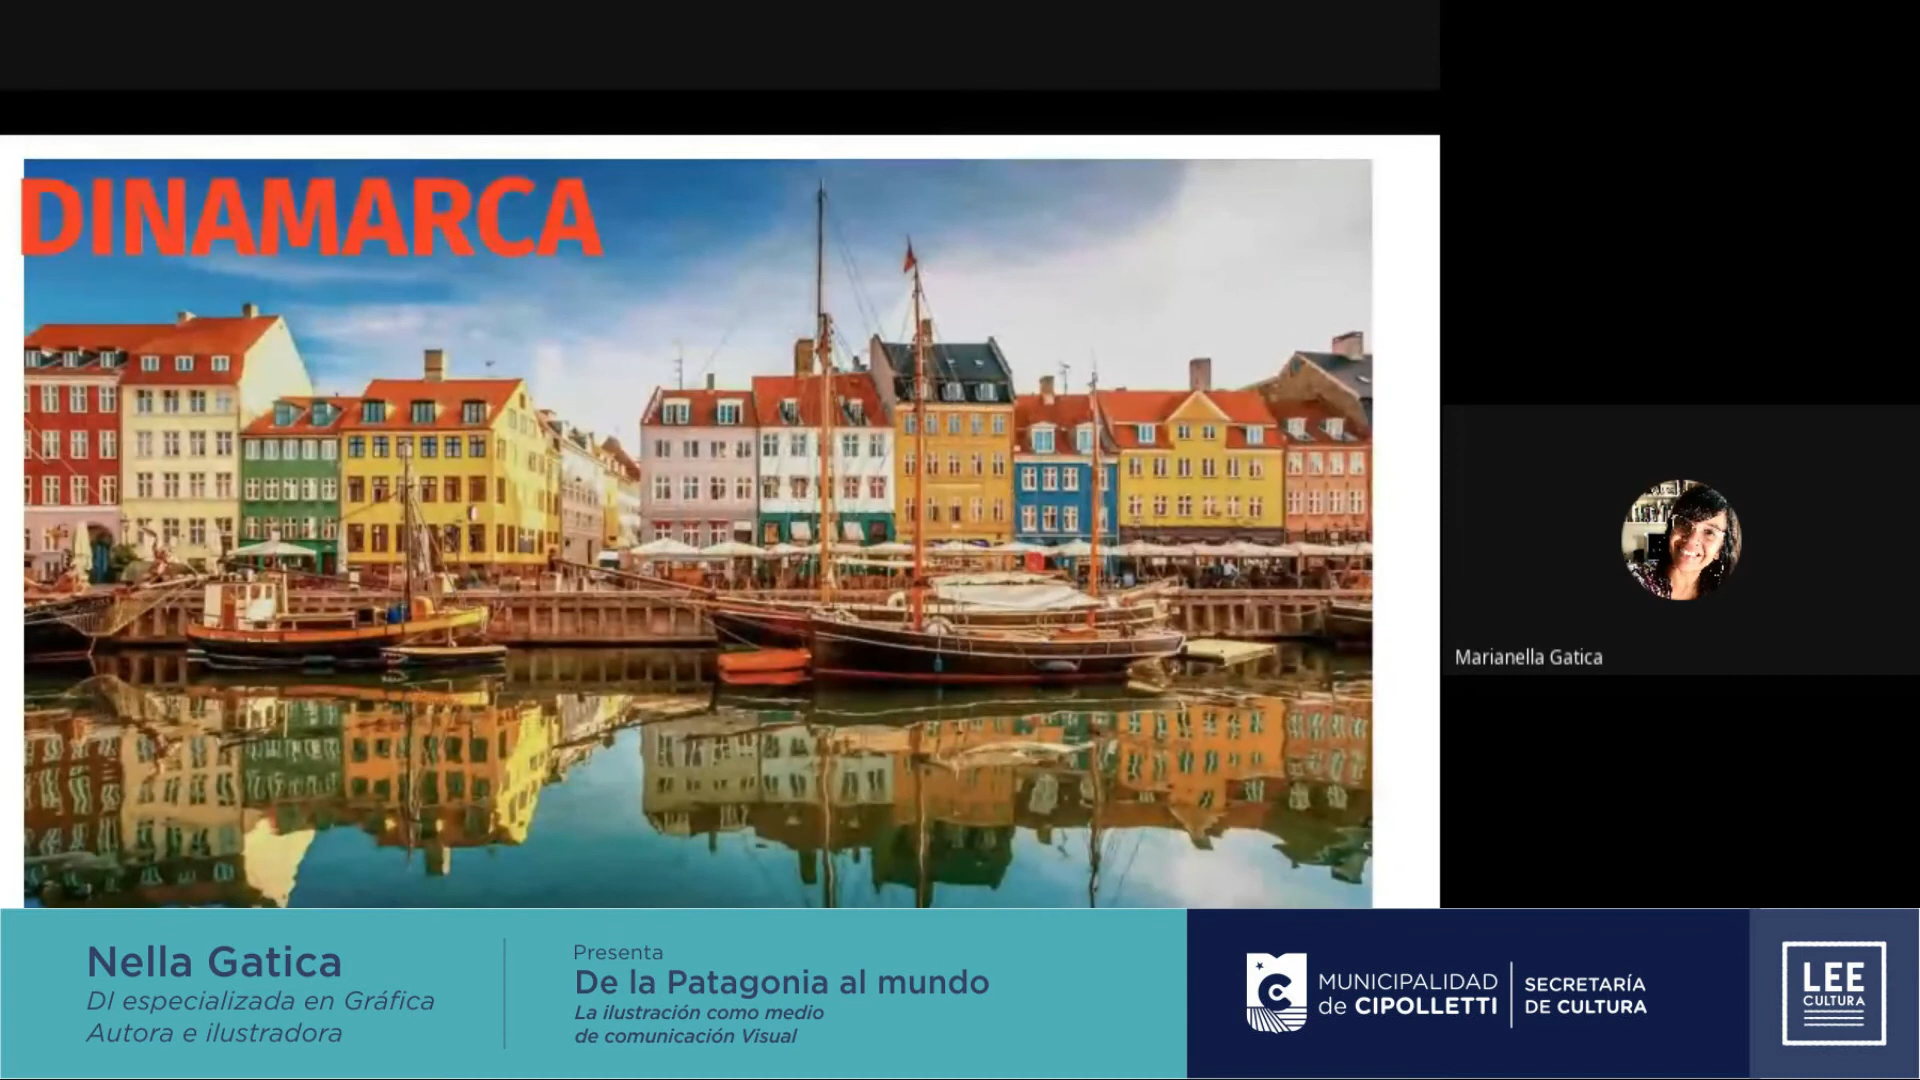 DINAMARCA
Marianella Gatica
Nella Gatica
DI especializada en Gráfica
Autora e ilustradora
Presenta
De la Patagonia al mundo
La ilustración como medio
de comunicación Visual
MUNICIPALIDAD
de CIPOLLETTI
SECRETARÍA
DE CULTURA
LEE
CULTURA